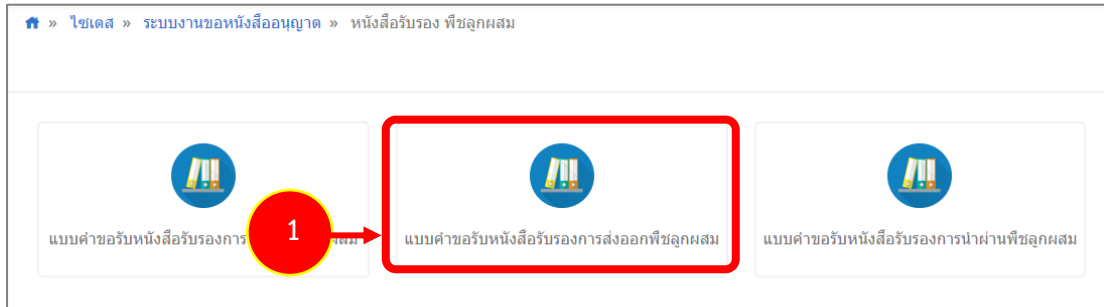 » ไซเตส » ระบบงานขอหนังสืออนุญาต » หนังสือรับรอง พืชลูกผสม
แบบคำขอรับหนังสือรับรองการ
1
แบบคำขอรับหนังสือรับรองการส่งออกพืชลูกผสม
แบบคำขอรับหนังสือรับรองการนำผ่านพืชลูกผสม